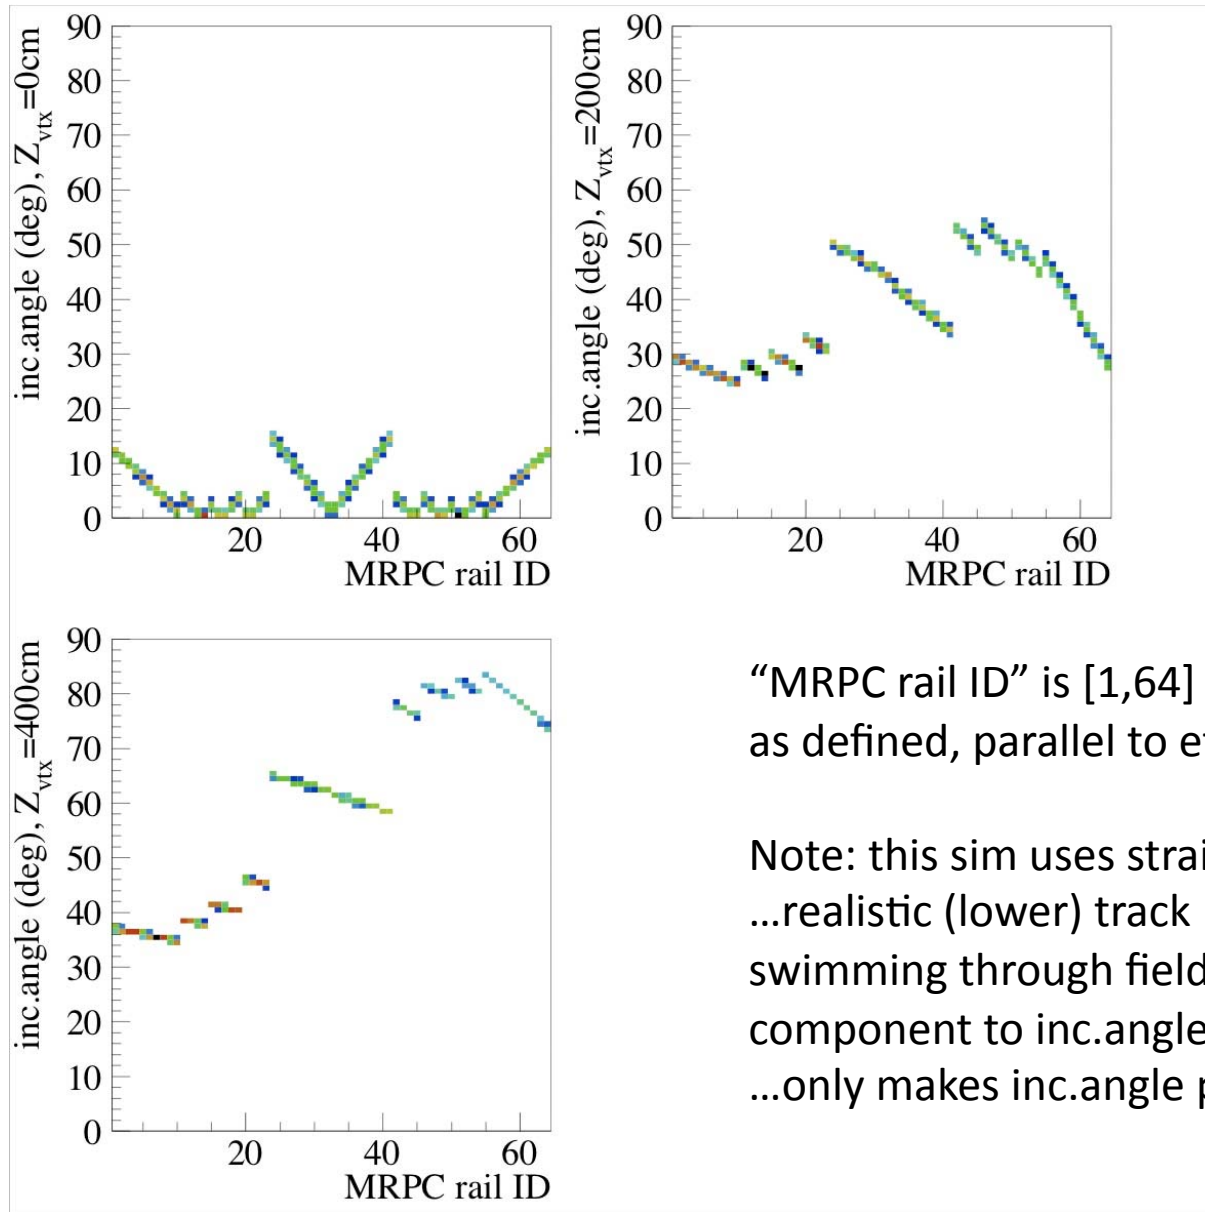 inc.angle (deg), Zvtx=0cm
90
80
70
60
50
40
30
20
10
0
20 40 60
MRPC rail ID
inc.angle (deg), Zvtx=200cm
90
80
70
60
50
40
30
20
10
0
20 40 60
MRPC rail ID
inc.angle (deg), Zvtx=400cm
90
80
70
60
50
40
30
20
10
0
20 40 60
MRPC rail ID
“MRPC rail ID” is [1,64]
as defined, parallel to
Note: this sim uses
...realistic (lower) track
swimming through field
component to inc.angle
...only makes inc.angle